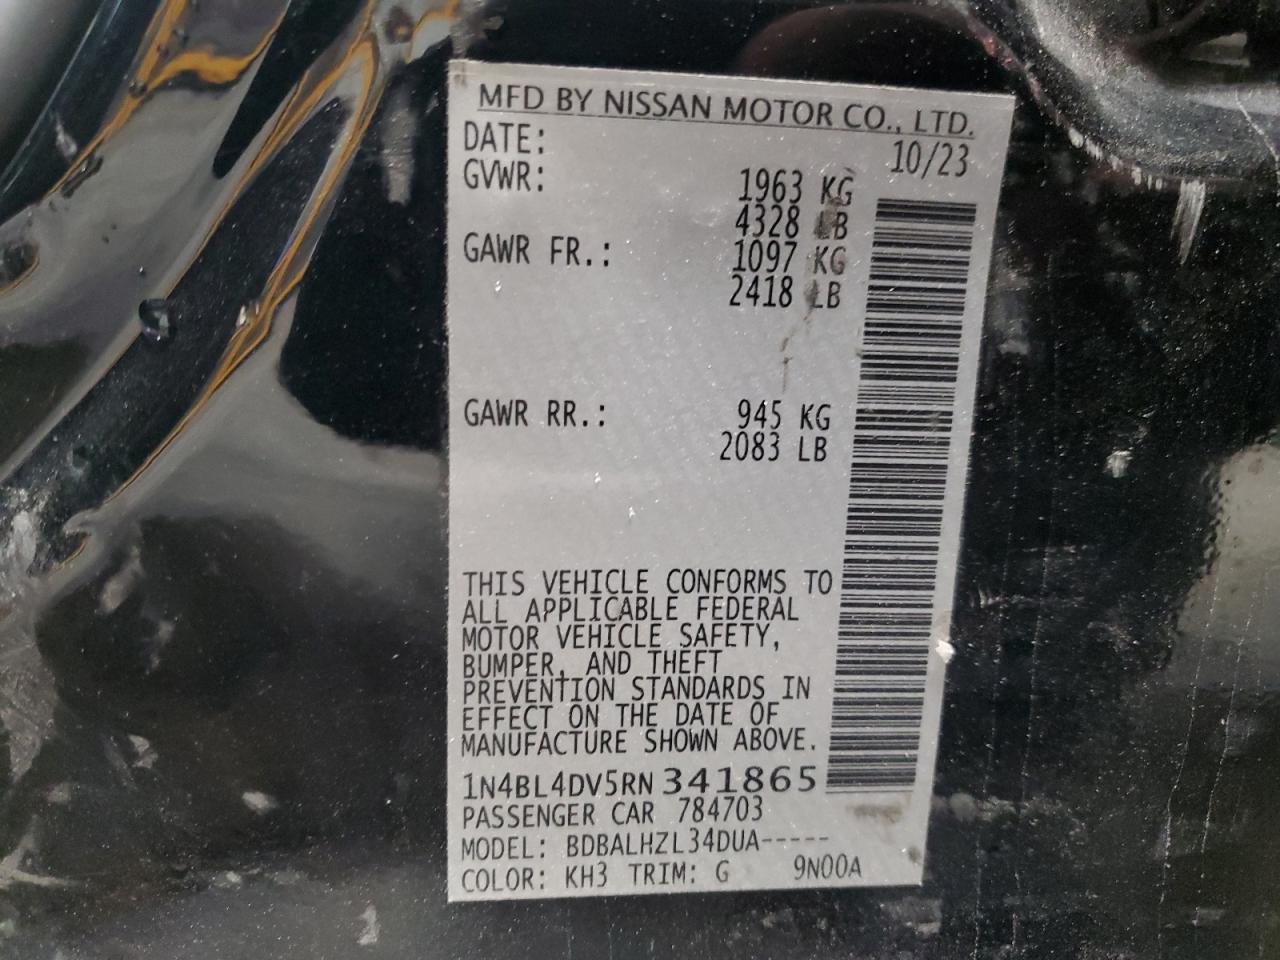 MFD BY NISSAN MOTOR CO., LTD.
DATE: 10/23
GVWR: 1963 KG
4328 LB
GAWR FR.: 1097 KG
2418 LB
GAWR RR.: 945 KG
2083 LB
THIS VEHICLE CONFORMS TO
ALL APPLICABLE FEDERAL
MOTOR VEHICLE SAFETY,
BUMPER, AND THEFT
PREVENTION STANDARDS IN
EFFECT ON THE DATE OF
MANUFACTURE SHOWN ABOVE.
1N4BL4DV5RN341865
PASSENGER CAR 784703
MODEL: BDBALHZL34DUA-----
COLOR: KH3 TRIM: G 9N00A